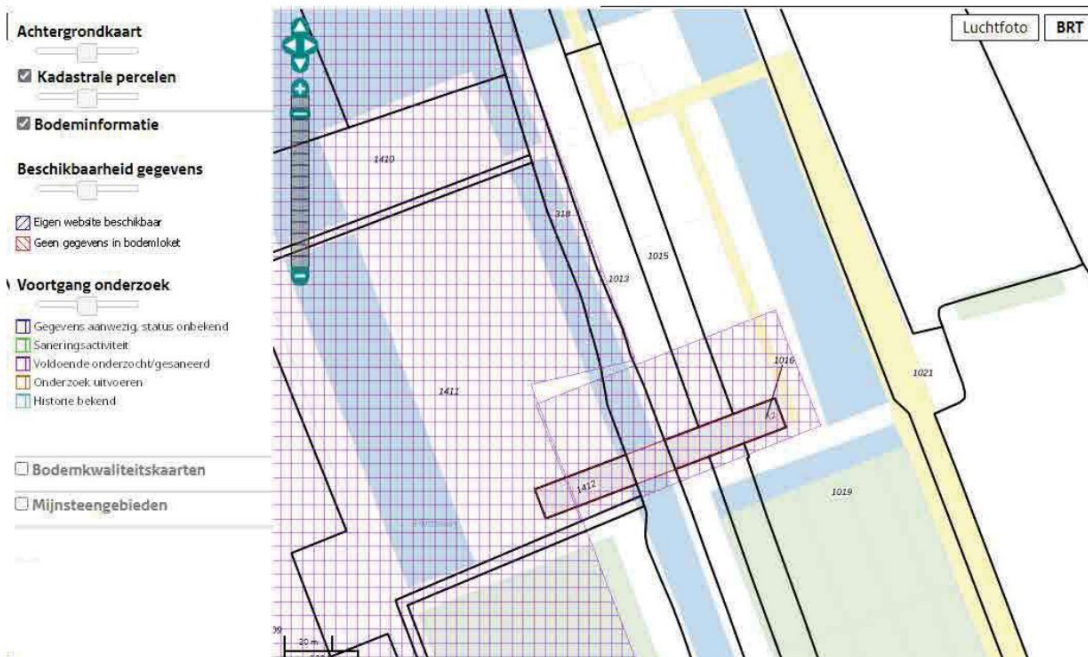 Achtergrondkaart
Kadastrale percelen
Bodeminformatie
Beschikbaarheid gegevens
Eigen website beschikbaar
Geen gegevens in bodemloket
Voortgang onderzoek
Gegevens aanwezig, status onbekend
Saneringsactiviteit
Voldoende onderzocht/gesaneerd
Onderzoek uitvoeren
Historie bekend
Bodemkwaliteitskaarten
Mijnsteengebieden
Luchtfoto
BRT
1410
318
1013
1015
1016
1021
1411
1412
1019
09
20 m